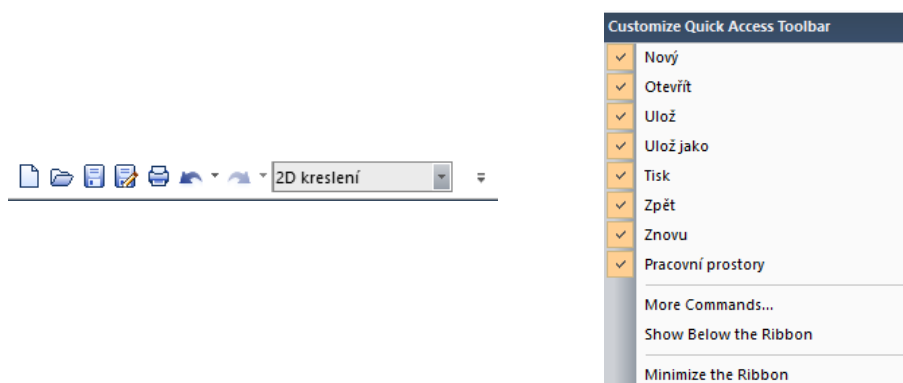 2D kreslení
Customize Quick Access Toolbar
Nový
Otevřít
Ulož
Ulož jako
Tisk
Zpět
Znovu
Pracovní prostory
More Commands...
Show Below the Ribbon
Minimize the Ribbon